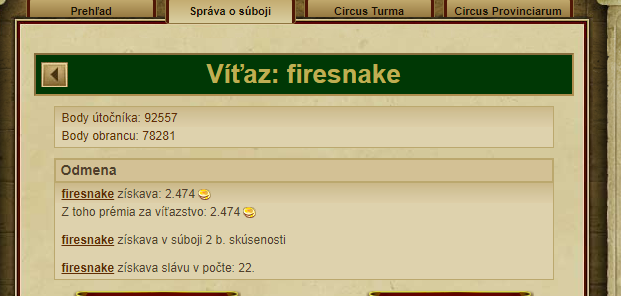 Prehľad
Správa o súboji
Circus Turma
Circus Provinciarum
Víťaz: firesnake
Body útočníka: 92557
Body obrancu: 78281
Odmena
firesnake získava: 2.474
Z toho prémia za víťazstvo: 2.474
firesnake získava v súboji 2 b. skúsenosti
firesnake získava slávu v počte: 22.